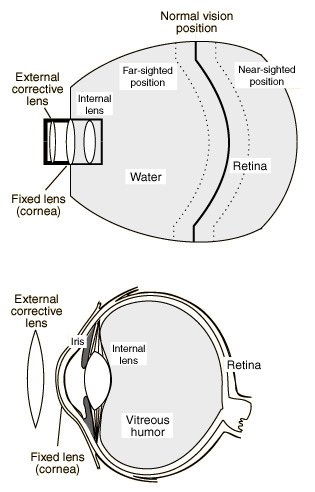 Normal vision
position
External
corrective
lens
Far-sighted
position
Near-sighted
position
Internal
lens
Water
Retina
Fixed lens
(cornea)
External
corrective
lens
Iris
Internal
lens
Retina
Vitreous
humor
Fixed lens
(cornea)